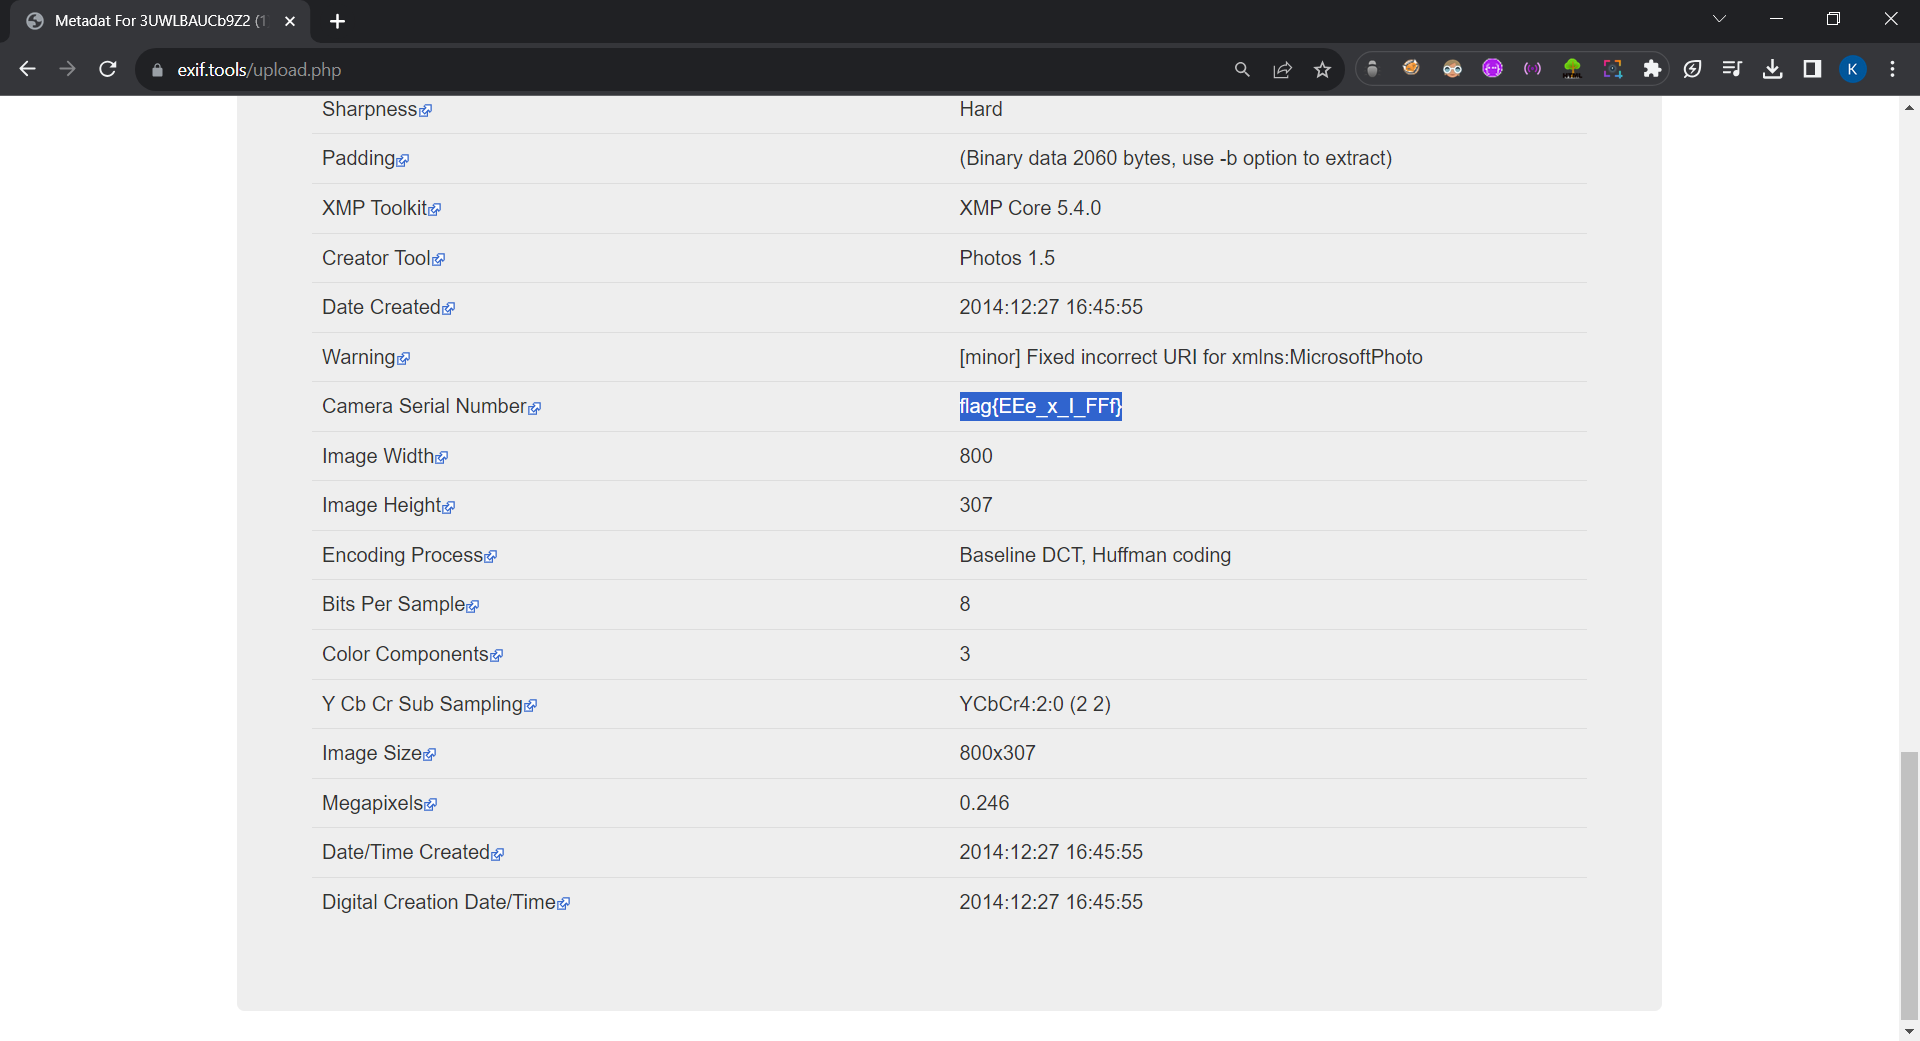 Metadat For 3UWLBAUCb9Z2 (1
exif.tools/upload.php
K
Sharpness Hard
Padding (Binary data 2060 bytes, use -b option to extract)
XMP Toolkit XMP Core 5.4.0
Creator Tool Photos 1.5
Date Created 2014:12:27 16:45:55
Warning [minor] Fixed incorrect URI for xmlns:MicrosoftPhoto
Camera Serial Number flag{EEe_x_I_FFf}
Image Width 800
Image Height 307
Encoding Process Baseline DCT, Huffman coding
Bits Per Sample 8
Color Components 3
Y Cb Cr Sub Sampling YCbCr4:2:0 (2 2)
Image Size 800x307
Megapixels 0.246
Date/Time Created 2014:12:27 16:45:55
Digital Creation Date/Time 2014:12:27 16:45:55